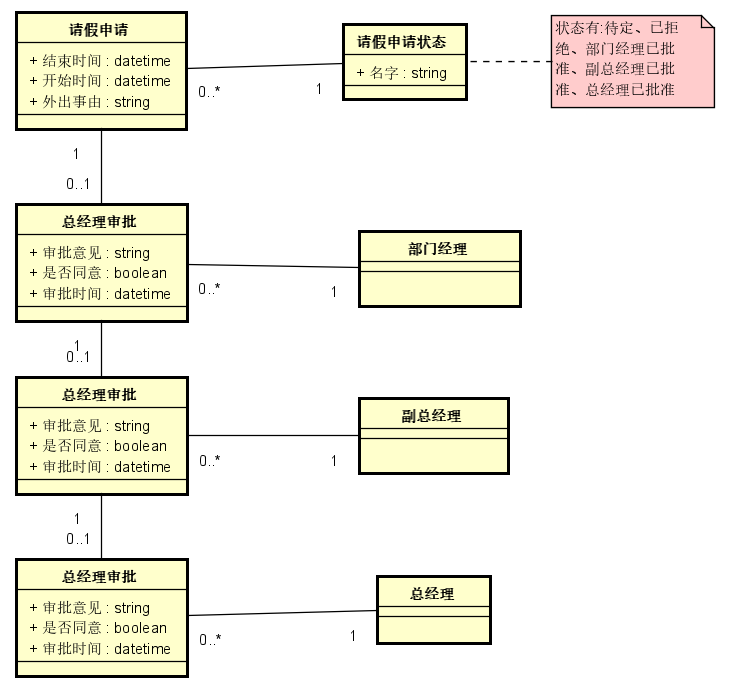 请假申请
+ 结束时间 : datetime
+ 开始时间 : datetime
+ 外出事由 : string
0..*
1
请假申请状态
+ 名字 : string
状态有:待定、已拒
绝、部门经理已批
准、副总经理已批
准、总经理已批准
1
0..1
总经理审批
+ 审批意见 : string
+ 是否同意 : boolean
+ 审批时间 : datetime
0..*
1
部门经理
1
0..1
总经理审批
+ 审批意见 : string
+ 是否同意 : boolean
+ 审批时间 : datetime
0..*
1
副总经理
1
0..1
总经理审批
+ 审批意见 : string
+ 是否同意 : boolean
+ 审批时间 : datetime
0..*
1
总经理